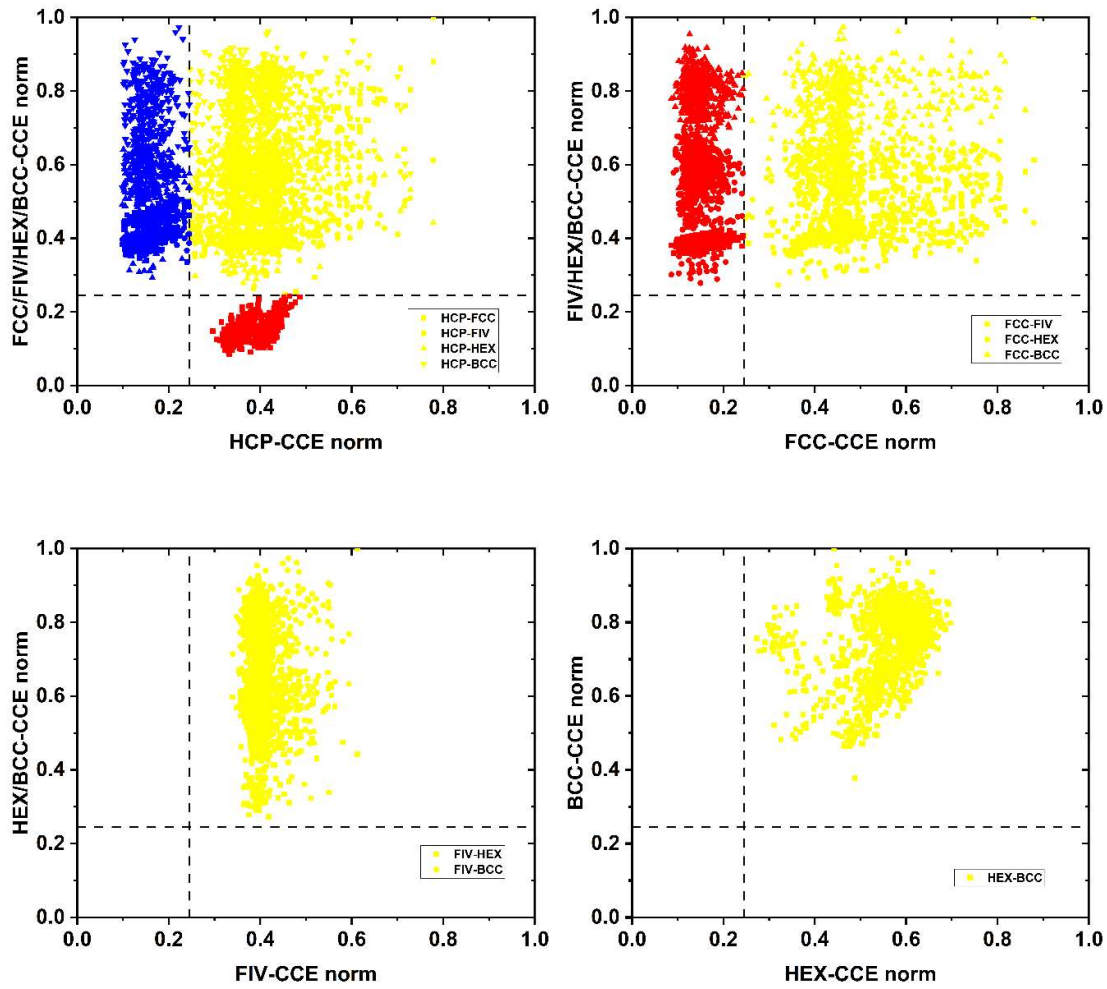 FCC/FIV/HEX/BCC-CCE norm
1.0
0.8
0.6
0.4
0.2
0.0
HCP-FCC
HCP-FIV
HCP-HEX
HCP-BCC
0.0 0.2 0.4 0.6 0.8 1.0
HCP-CCE norm
FIV/HEX/BCC-CCE norm
1.0
0.8
0.6
0.4
0.2
0.0
FCC-FIV
FCC-HEX
FCC-BCC
0.0 0.2 0.4 0.6 0.8 1.0
FCC-CCE norm
HEX/BCC-CCE norm
1.0
0.8
0.6
0.4
0.2
0.0
FIV-HEX
FIV-BCC
0.0 0.2 0.4 0.6 0.8 1.0
FIV-CCE norm
BCC-CCE norm
1.0
0.8
0.6
0.4
0.2
0.0
HEX-BCC
0.0 0.2 0.4 0.6 0.8 1.0
HEX-CCE norm